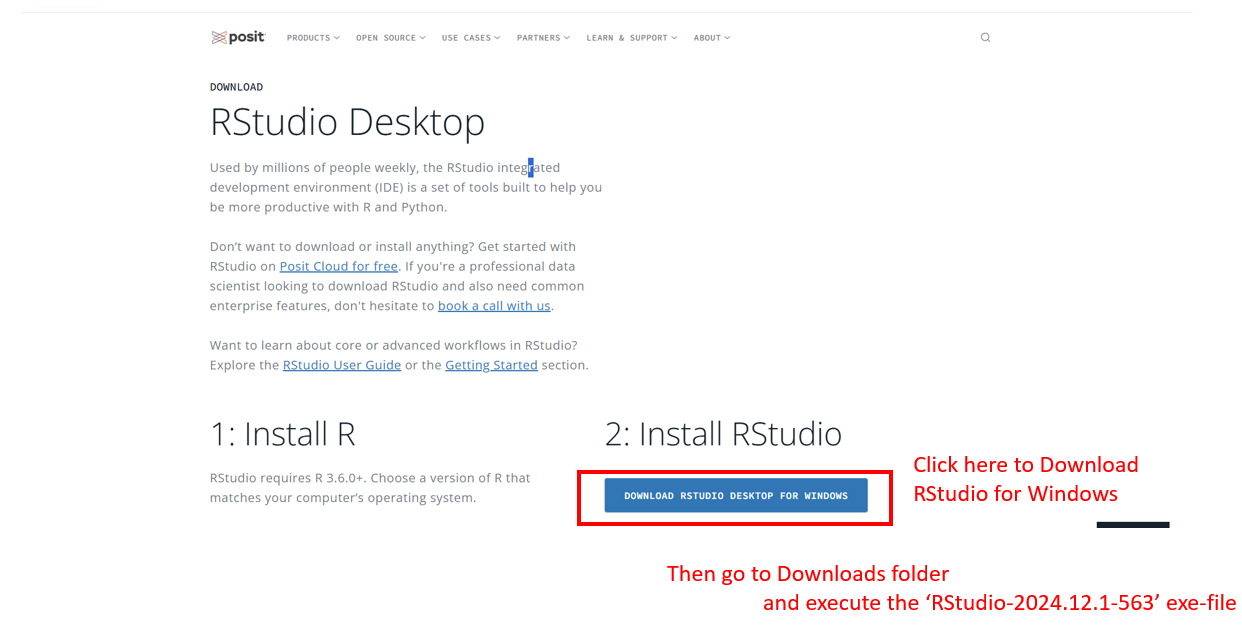 posit
PRODUCTS OPEN SOURCE USE CASES PARTNERS LEARN & SUPPORT ABOUT
DOWNLOAD
RStudio Desktop
Used by millions of people weekly, the RStudio integrated
development environment (IDE) is a set of tools built to help you
be more productive with R and Python.
Don't want to download or install anything? Get started with
RStudio on Posit Cloud for free. If you're a professional data
scientist looking to download RStudio and also need common
enterprise features, don't hesitate to book a call with us.
Want to learn about core or advanced workflows in RStudio?
Explore the RStudio User Guide or the Getting Started section.
1: Install R
RStudio requires R 3.6.0+. Choose a version of R that
matches your computer's operating system.
2: Install RStudio
DOWNLOAD RSTUDIO DESKTOP FOR WINDOWS
Click here to Download
RStudio for Windows
Then go to Downloads folder
and execute the ‘RStudio-2024.12.1-563’ exe-file